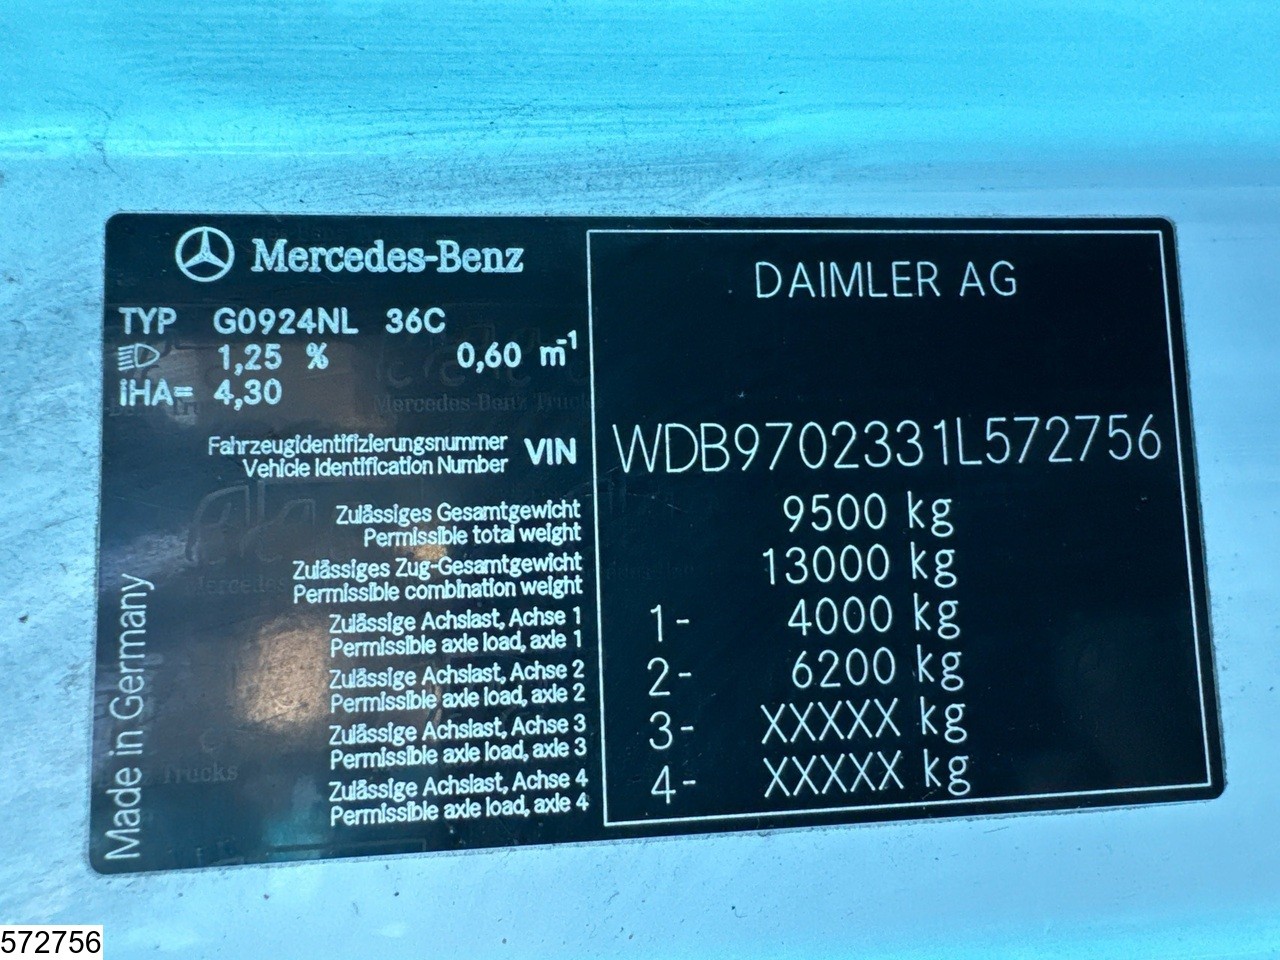 Mercedes-Benz
DAIMLER AG
TYP G0924NL 36C
1,25 % 0,60 m-1
IHA= 4,30
Fahrzeugidentifizierungsnummer
Vehicle Identification Number
VIN WDB9702331L572756
Zulässiges Gesamtgewicht
Permissible total weight
9500 kg
Zulässiges Zug-Gesamtgewicht
Permissible combination weight
13000 kg
Zulässige Achslast, Achse 1
Permissible axle load, axle 1
1- 4000 kg
Zulässige Achslast, Achse 2
Permissible axle load, axle 2
2- 6200 kg
Zulässige Achslast, Achse 3
Permissible axle load, axle 3
3- XXXXX kg
Zulässige Achslast, Achse 4
Permissible axle load, axle 4
4- XXXXX kg
Made in Germany
Mercedes-Benz Trucks
Trucks
572756